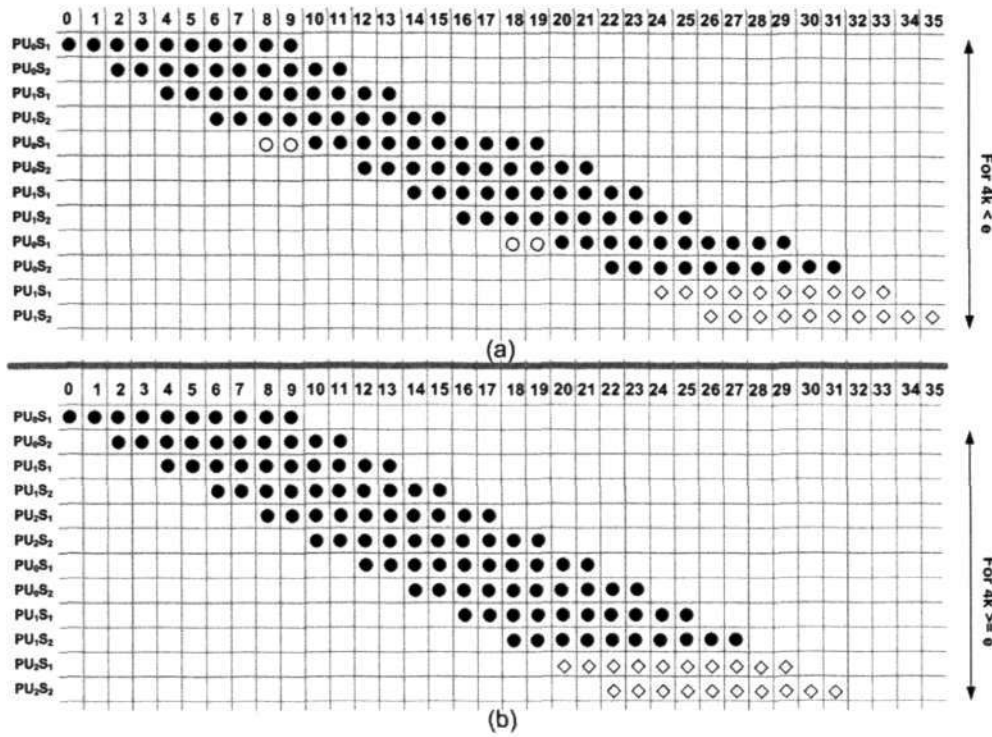 0 1 2 3 4 5 6 7 8 9 10 11 12 13 14 15 16 17 18 19 20 21 22 23 24 25 26 27 28 29 30 31 32 33 34 35
PU₀S₁
PU₀S₂
PU₁S₁
PU₁S₂
PU₀S₁
PU₀S₂
PU₁S₁
PU₁S₂
PU₀S₁
PU₀S₂
PU₁S₁
PU₁S₂
For 4k < e
(a)
0 1 2 3 4 5 6 7 8 9 10 11 12 13 14 15 16 17 18 19 20 21 22 23 24 25 26 27 28 29 30 31 32 33 34 35
PU₀S₁
PU₀S₂
PU₁S₁
PU₁S₂
PU₂S₁
PU₂S₂
PU₀S₁
PU₀S₂
PU₁S₁
PU₁S₂
PU₂S₁
PU₂S₂
For 4k >= e
(b)